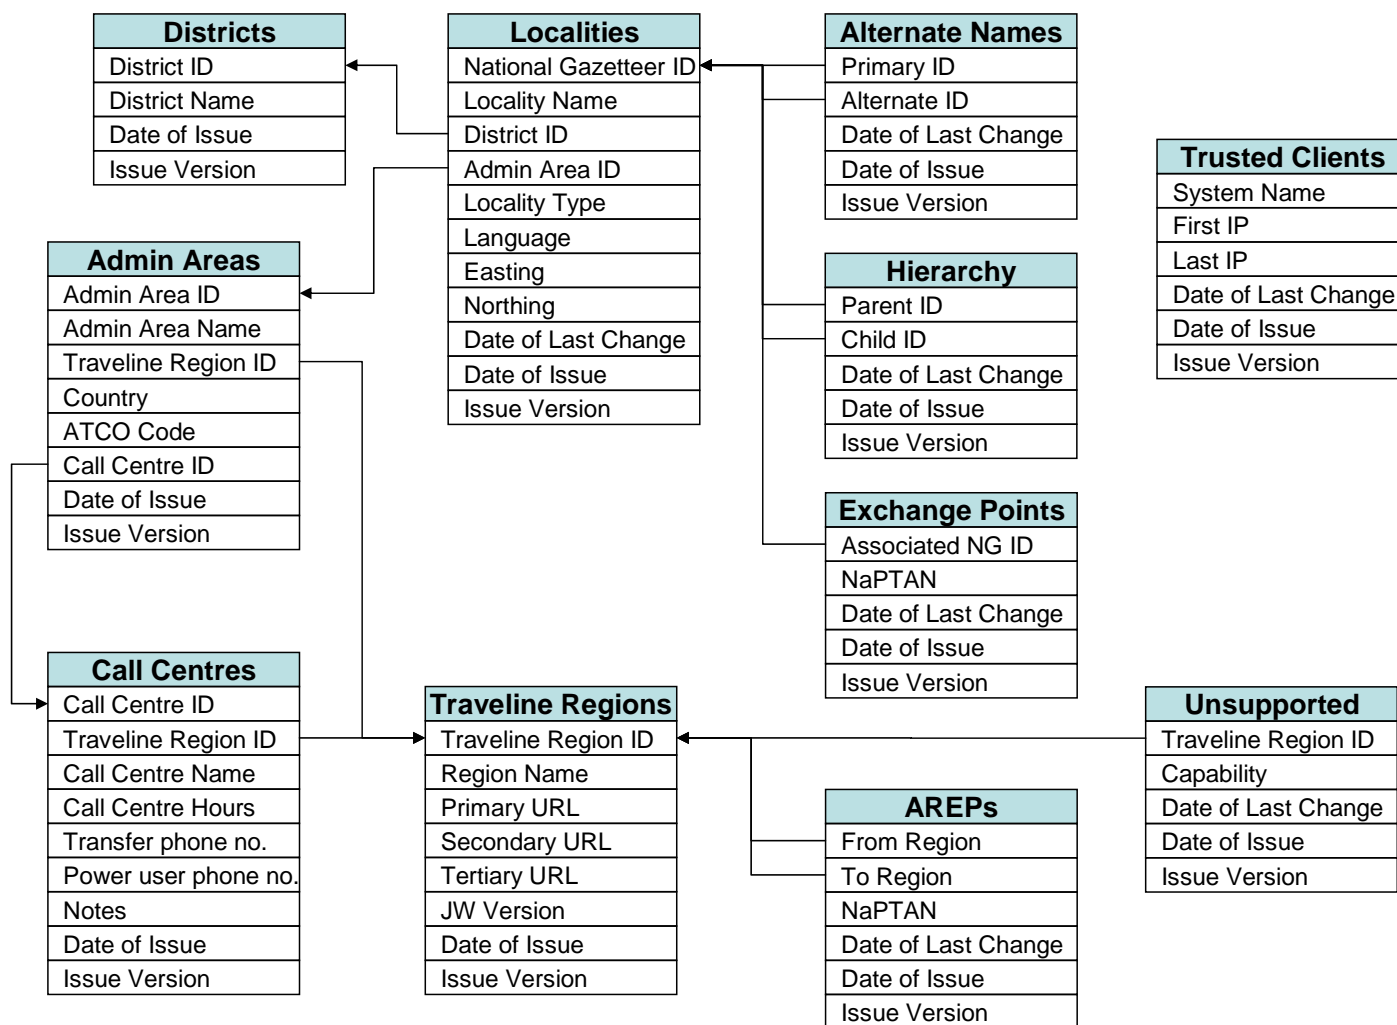 Districts
District ID
District Name
Date of Issue
Issue Version
Localities
National Gazetteer ID
Locality Name
District ID
Admin Area ID
Locality Type
Language
Easting
Northing
Date of Last Change
Date of Issue
Issue Version
Alternate Names
Primary ID
Alternate ID
Date of Last Change
Date of Issue
Issue Version
Trusted Clients
System Name
First IP
Last IP
Date of Last Change
Date of Issue
Issue Version
Admin Areas
Admin Area ID
Admin Area Name
Traveline Region ID
Country
ATCO Code
Call Centre ID
Date of Issue
Issue Version
Hierarchy
Parent ID
Child ID
Date of Last Change
Date of Issue
Issue Version
Exchange Points
Associated NG ID
NaPTAN
Date of Last Change
Date of Issue
Issue Version
Call Centres
Call Centre ID
Traveline Region ID
Call Centre Name
Call Centre Hours
Transfer phone no.
Power user phone no.
Notes
Date of Issue
Issue Version
Traveline Regions
Traveline Region ID
Region Name
Primary URL
Secondary URL
Tertiary URL
JW Version
Date of Issue
Issue Version
AREPs
From Region
To Region
NaPTAN
Date of Last Change
Date of Issue
Issue Version
Unsupported
Traveline Region ID
Capability
Date of Last Change
Date of Issue
Issue Version